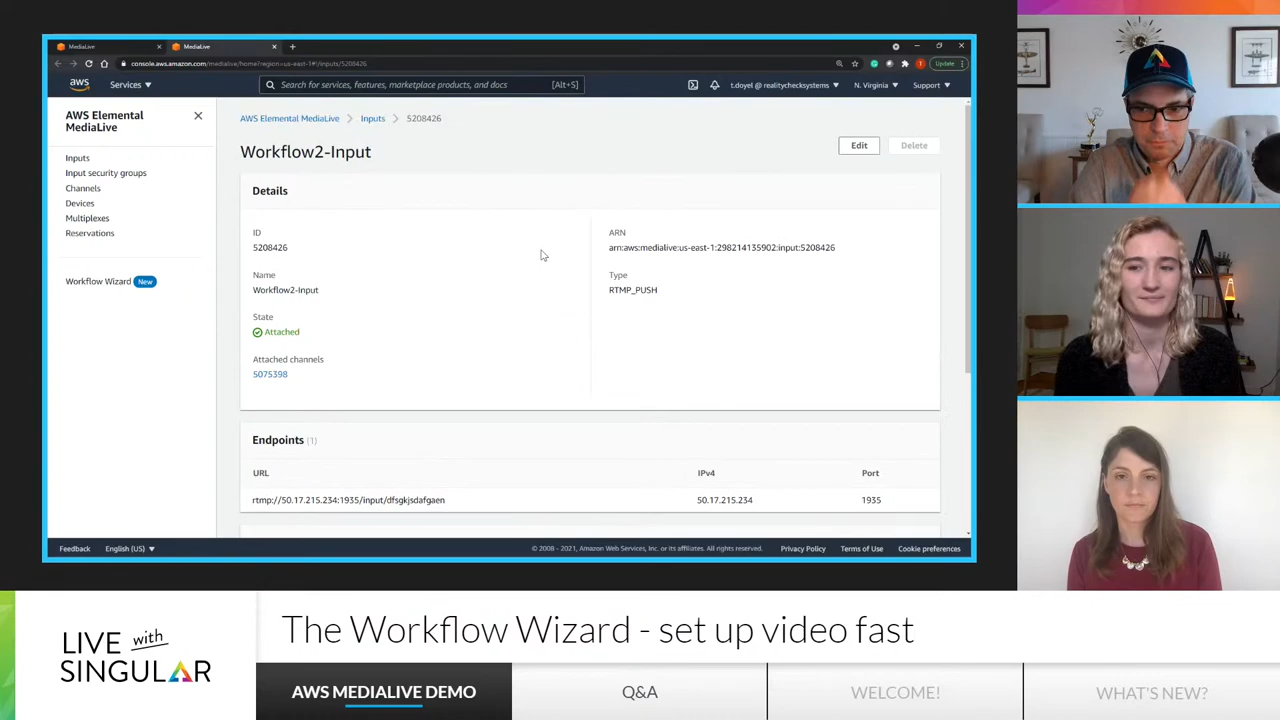 MediaLive
MediaLive
console.aws.amazon.com/medialive/home?region=us-east-1#!/inputs/5208426
Update
aws
Services
Search for services, features, marketplace products, and docs
[Alt+S]
t.doyel @ realitychecksystems
N. Virginia
Support
AWS Elemental
MediaLive
Inputs
Input security groups
Channels
Devices
Multiplexes
Reservations
Workflow Wizard New
AWS Elemental MediaLive > Inputs > 5208426
Workflow2-Input
Edit
Delete
Details
ID
5208426
Name
Workflow2-Input
State
Attached
Attached channels
5075398
ARN
arn:aws:medialive:us-east-1:298214135902:input:5208426
Type
RTMP_PUSH
Endpoints (1)
URL IPv4 Port
rtmp://50.17.215.234:1935/input/dfsgkjsdafgaen 50.17.215.234 1935
Feedback English (US)
© 2008 - 2021, Amazon Web Services, Inc. or its affiliates. All rights reserved. Privacy Policy Terms of Use Cookie preferences
LIVE with
SINGULAR
The Workflow Wizard - set up video fast
AWS MEDIALIVE DEMO
Q&A
WELCOME!
WHAT'S NEW?